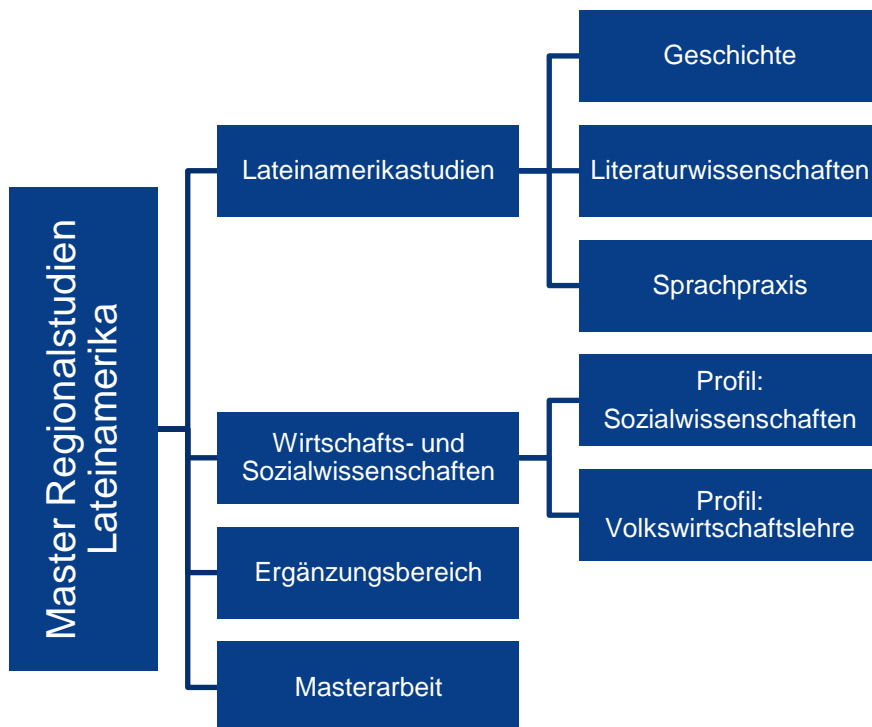 Master Regionalstudien
Lateinamerika
Lateinamerikastudien
Geschichte
Literaturwissenschaften
Sprachpraxis
Wirtschafts- und
Sozialwissenschaften
Profil:
Sozialwissenschaften
Profil:
Volkswirtschaftslehre
Ergänzungsbereich
Masterarbeit